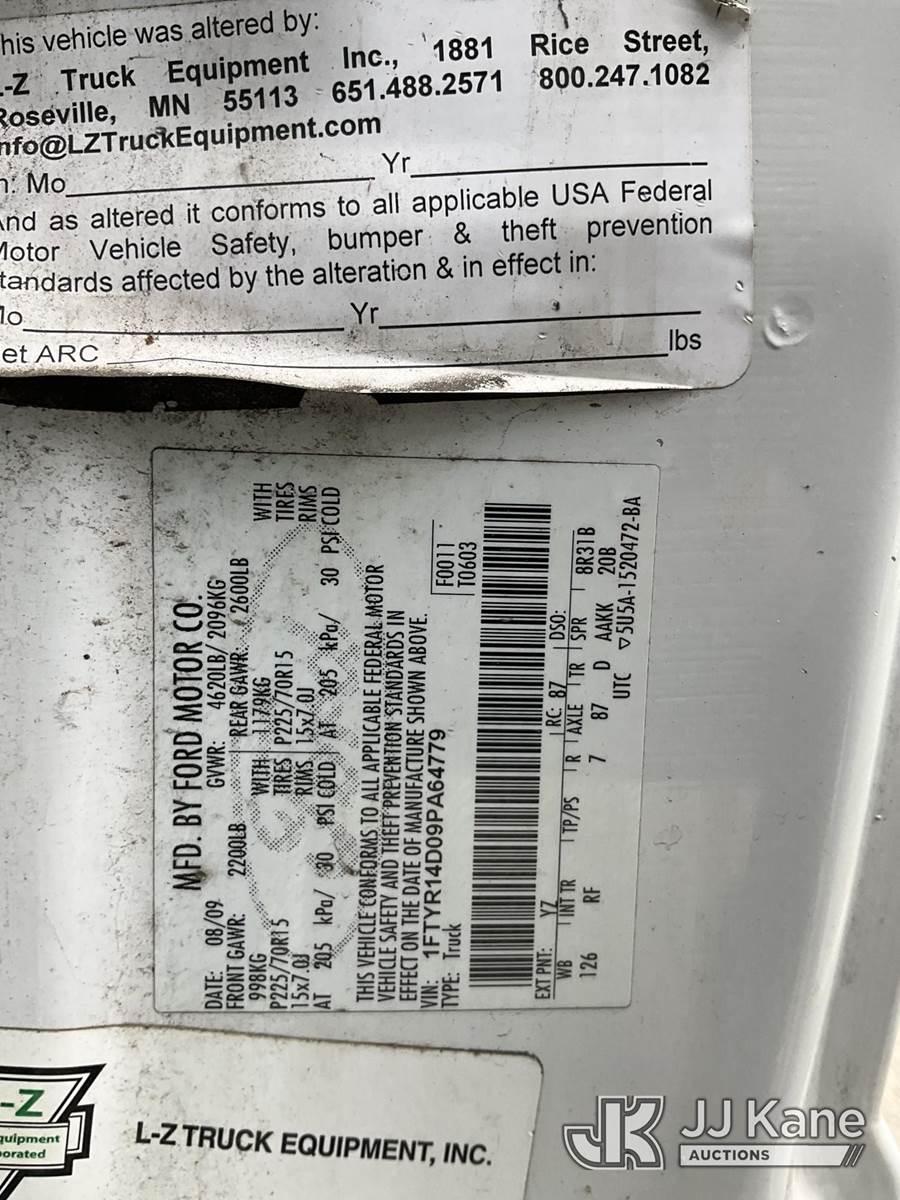 his vehicle was altered by:
-Z Truck Equipment Inc., 1881 Rice Street,
Roseville, MN 55113 651.488.2571 800.247.1082
nfo@LZTruckEquipment.com
n: Mo Yr
And as altered it conforms to all applicable USA Federal
Motor Vehicle Safety, bumper & theft prevention
tandards affected by the alteration & in effect in:
Mo Yr
et ARC lbs
MFD. BY FORD MOTOR CO.
DATE: 08/09 GVWR: 4620LB/ 2096KG
FRONT GAWR: 2200LB REAR GAWR: 2600LB
998KG WITH 1179KG WITH
P225/70R15 TIRES P225/70R15 TIRES
15x7.0J RIMS 15x7.0J RIMS
AT 205 kPa/ 30 PSI COLD AT 205 kPa/ 30 PSI COLD
THIS VEHICLE CONFORMS TO ALL APPLICABLE FEDERAL MOTOR
VEHICLE SAFETY AND THEFT PREVENTION STANDARDS IN
EFFECT ON THE DATE OF MANUFACTURE SHOWN ABOVE.
VIN: 1FTYR14D09PA64779 F0011
TYPE: Truck T0603
EXT PNT: YZ RC: 87 DSO:
WB INT TR TP/PS R AXLE TR SPR 8R31B
126 RF 7 87 D AAKK 20B
UTC ▽5U5A-1520472-BA
-Z
quipment
porated
L-Z TRUCK EQUIPMENT, INC.
JK JJ Kane
AUCTIONS